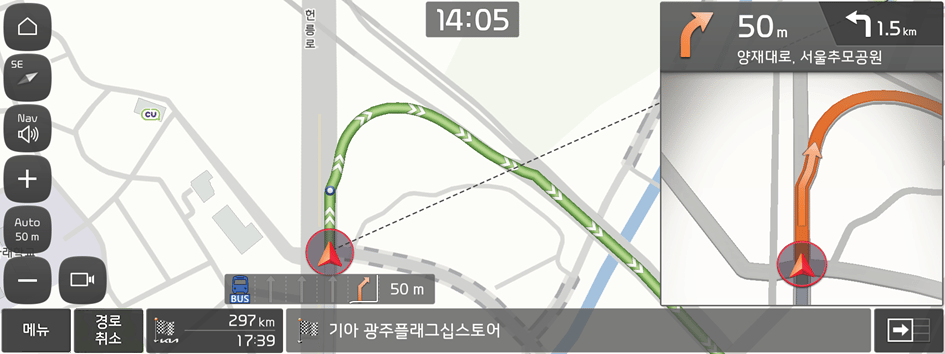 헌릉로
14:05
50 m
1.5 km
양재대로, 서울추모공원
SE
CU
Nav
Auto
50 m
BUS
50 m
메뉴
경로
취소
297 km
17:39
기아 광주플래그십스토어